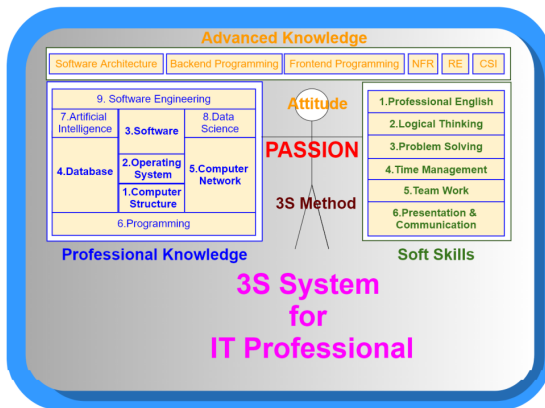 Advanced Knowledge
Software Architecture
Backend Programming
Frontend Programming
NFR
RE
CSI
9. Software Engineering
7.Artificial
Intelligence
3.Software
8.Data
Science
4.Database
2.Operating
System
5.Computer
Network
1.Computer
Structure
6.Programming
Professional Knowledge
Attitude
PASSION
3S Method
1.Professional English
2.Logical Thinking
3.Problem Solving
4.Time Management
5.Team Work
6.Presentation &
Communication
Soft Skills
3S System
for
IT Professional